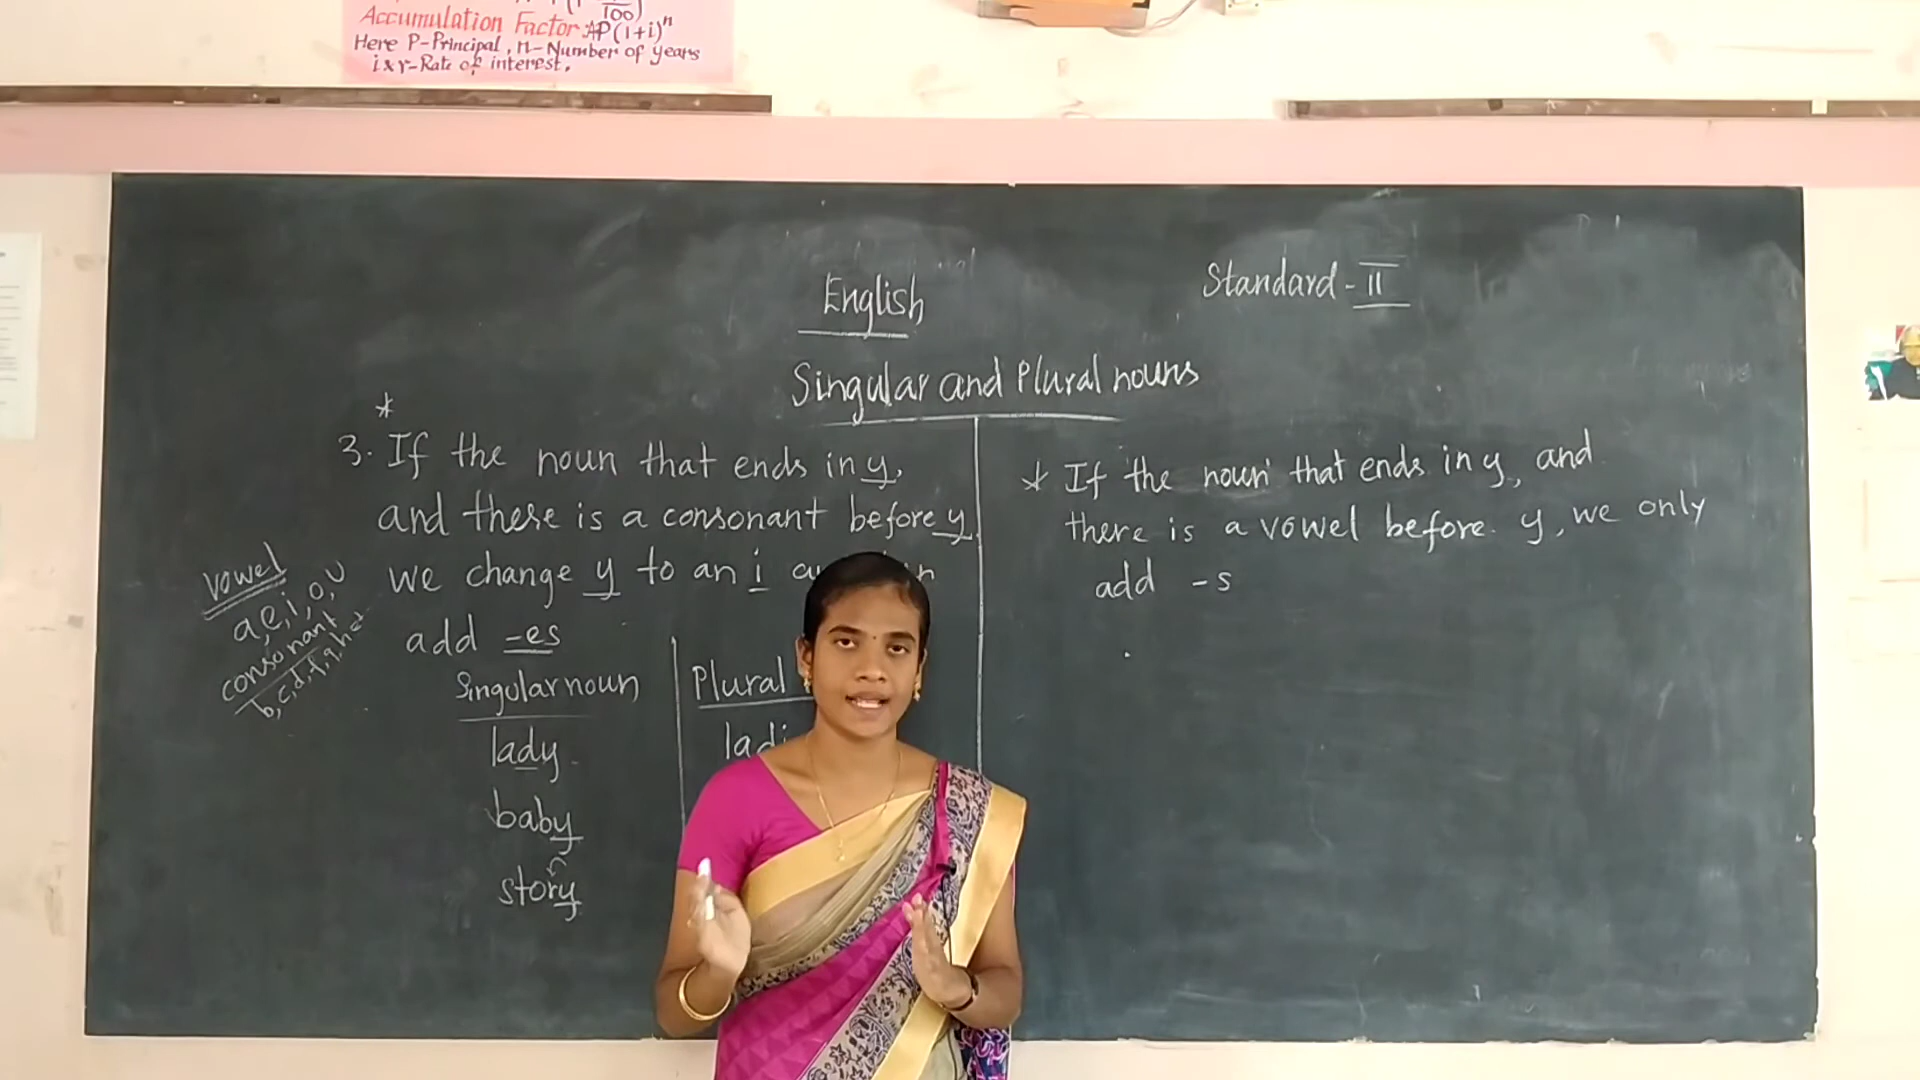 Accumulation Factor AP(1+i)^n
Here P-Principal, n-Number of years
i&r-Rate of interest.
English
Standard - II
Singular and Plural nouns
*
3. If the noun that ends in y,
and there is a consonant before y
we change y to an i
add -es
vowel
a, e, i, o, u
consonant
b, c, d, f, g, h
Singular noun
Plural
lady
baby
story
* If the noun that ends in y, and
there is a vowel before y, we only
add -s